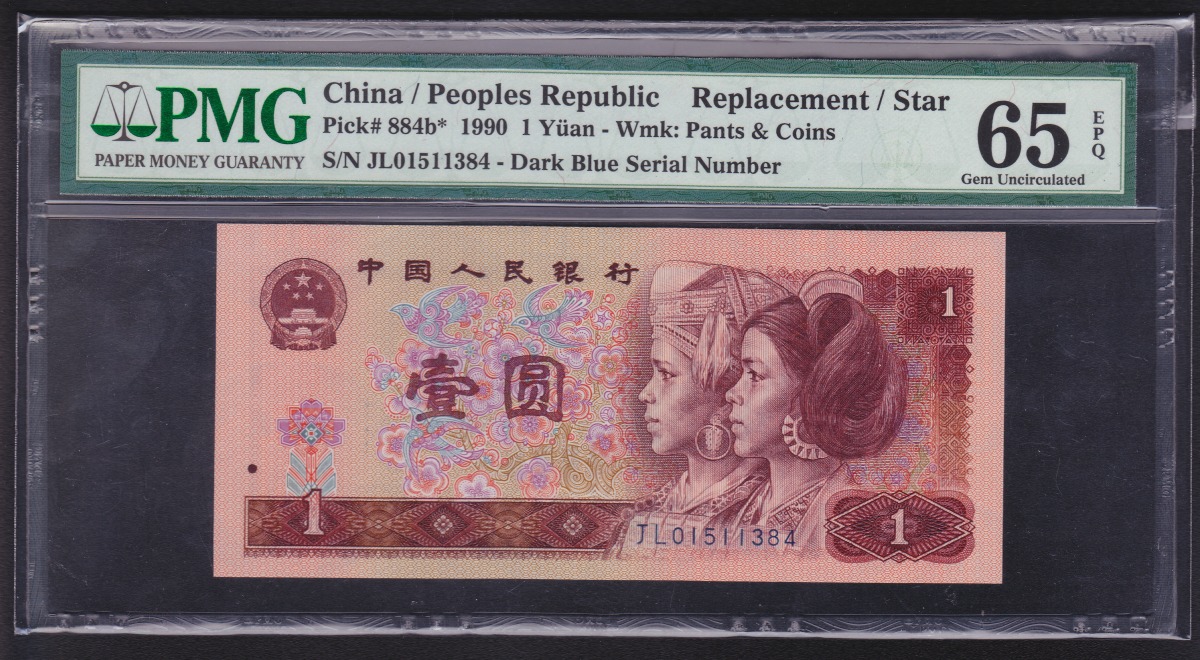 PMG
PAPER MONEY GUARANTY
China / Peoples Republic Replacement / Star
Pick# 884b* 1990 1 Yüan - Wmk: Pants & Coins
S/N JL01511384 - Dark Blue Serial Number
65
EPQ
Gem Uncirculated
中国人民银行
1
壹圆
1
JL01511384
1